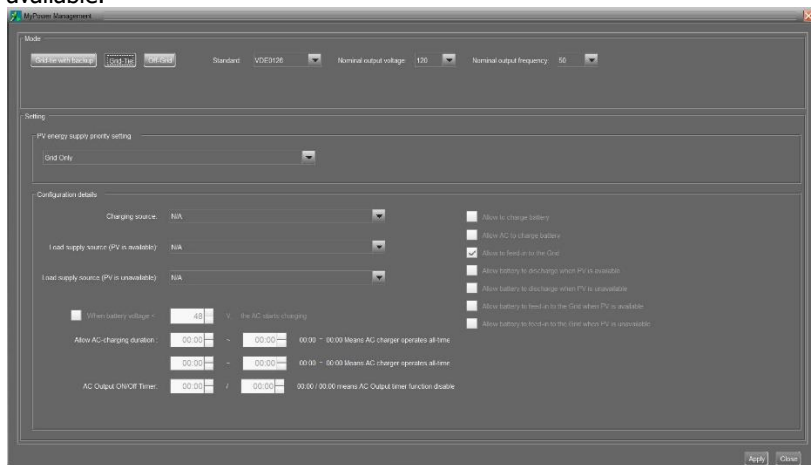 available.
MyPower Management
Mode
Grid-tie with backup Grid-Tie Off-Grid Standard VDE0126 Nominal output voltage 120 Nominal output frequency 50
Setting
PV energy supply priority setting
Grid Only
Configuration details
Charging source: N/A
Load supply source (PV is available): N/A
Load supply source (PV is unavailable): N/A
When battery voltage < 48 V, the AC starts charging
Allow AC-charging duration : 00:00 ~ 00:00 00:00 ~ 00:00 Means AC charger operates all-time
00:00 ~ 00:00 00:00 ~ 00:00 Means AC charger operates all-time
AC Output ON/Off Timer: 00:00 / 00:00 00:00 / 00:00 means AC Output timer function disable
Allow to charge battery
Allow AC to charge battery
Allow to feed-in to the Grid
Allow battery to discharge when PV is available
Allow battery to discharge when PV is unavailable
Allow battery to feed-in to the Grid when PV is available
Allow battery to feed-in to the Grid when PV is unavailable
Apply Close